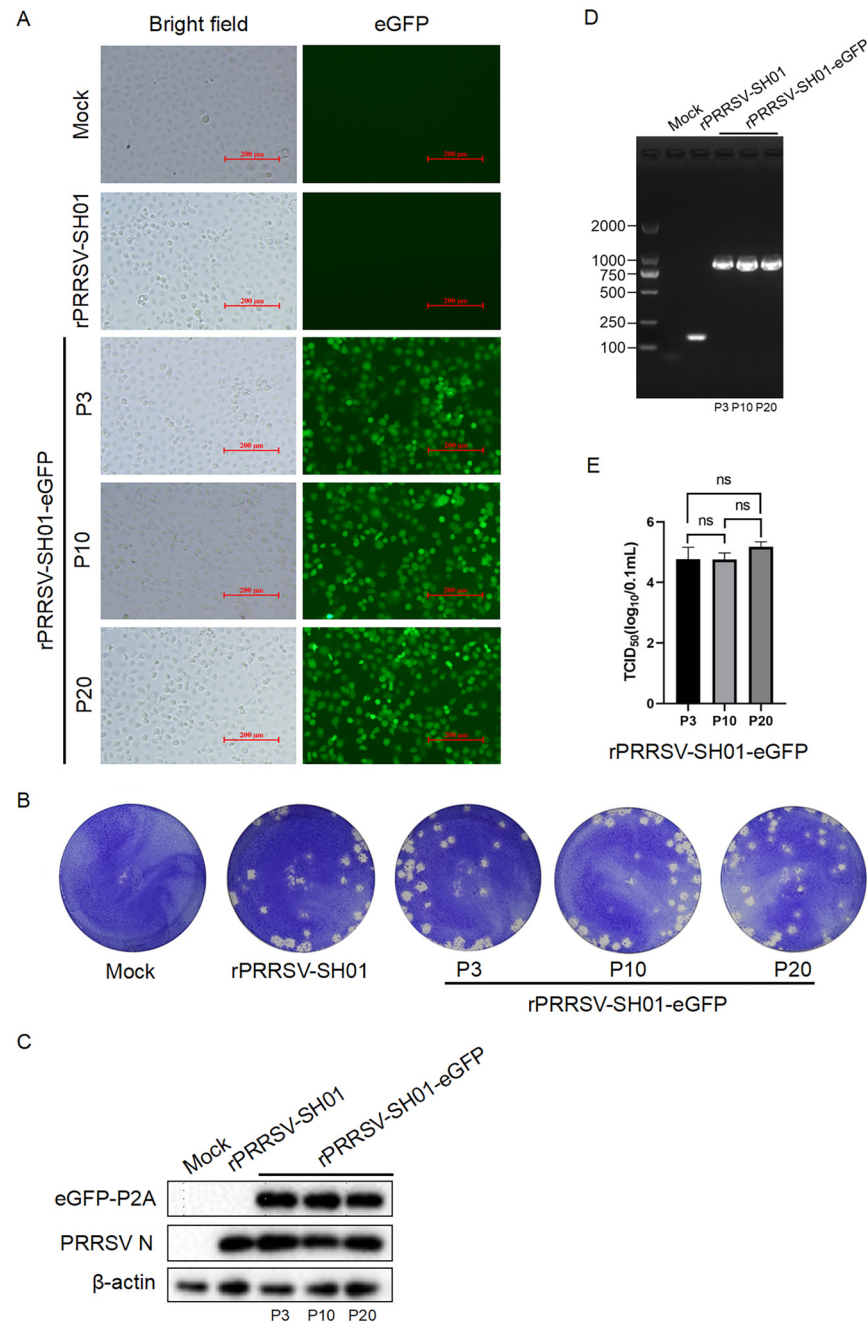 A
Bright field
eGFP
Mock
200 μm
200 μm
rPRRSV-SH01
200 μm
200 μm
rPRRSV-SH01-eGFP
P3
200 μm
200 μm
P10
200 μm
200 μm
P20
200 μm
200 μm
B
Mock
rPRRSV-SH01
P3
P10
P20
rPRRSV-SH01-eGFP
C
Mock
rPRRSV-SH01
rPRRSV-SH01-eGFP
eGFP-P2A
PRRSV N
β-actin
P3 P10 P20
D
Mock
rPRRSV-SH01
rPRRSV-SH01-eGFP
2000
1000
750
500
250
100
P3 P10 P20
E
ns
ns
ns
TCID50(log10/0.1mL)
6
4
2
0
P3 P10 P20
rPRRSV-SH01-eGFP